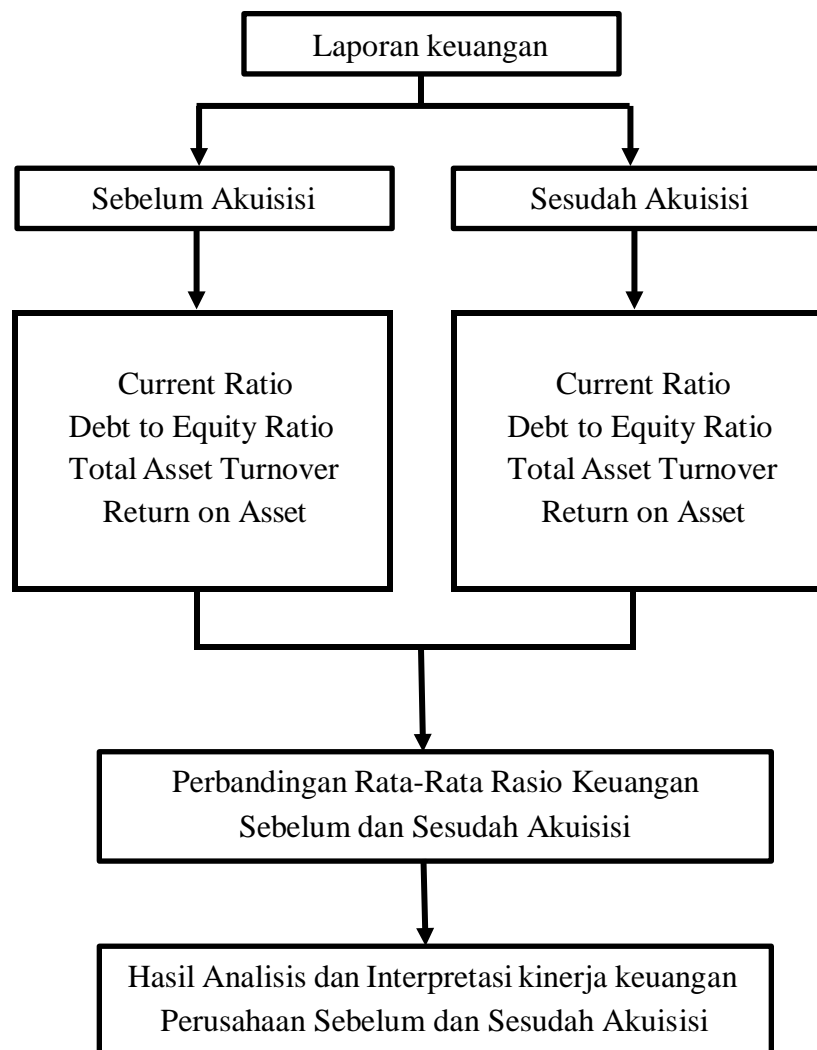 Laporan keuangan
Sebelum Akuisisi
Sesudah Akuisisi
Current Ratio
Debt to Equity Ratio
Total Asset Turnover
Return on Asset
Current Ratio
Debt to Equity Ratio
Total Asset Turnover
Return on Asset
Perbandingan Rata-Rata Rasio Keuangan
Sebelum dan Sesudah Akuisisi
Hasil Analisis dan Interpretasi kinerja keuangan
Perusahaan Sebelum dan Sesudah Akuisisi